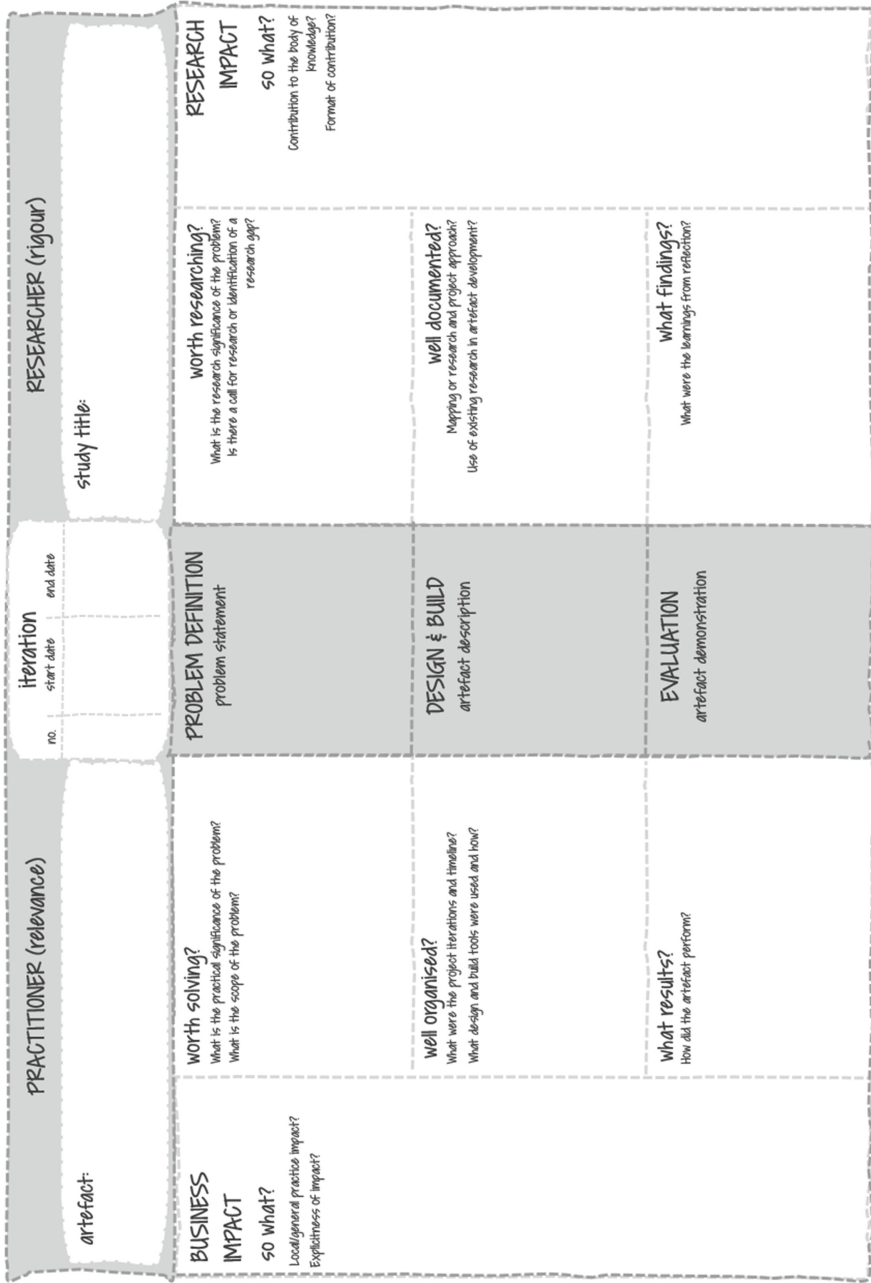 PRACTITIONER (relevance)
iteration
RESEARCHER (rigour)
no.
start date
end date
artefact:
study title:
BUSINESS
IMPACT
so what?
Local/general practice impact?
Explicitness of impact?
worth solving?
What is the practical significance of the problem?
What is the scope of the problem?
PROBLEM DEFINITION
problem statement
worth researching?
What is the research significance of the problem?
Is there a call for research or identification of a
research gap?
RESEARCH
IMPACT
so what?
Contribution to the body of
knowledge?
Format of contribution?
well organised?
What were the project iterations and timeline?
What design and build tools were used and how?
DESIGN & BUILD
artefact description
well documented?
Mapping or research and project approach?
Use of existing research in artefact development?
what results?
How did the artefact perform?
EVALUATION
artefact demonstration
what findings?
What were the learnings from reflection?